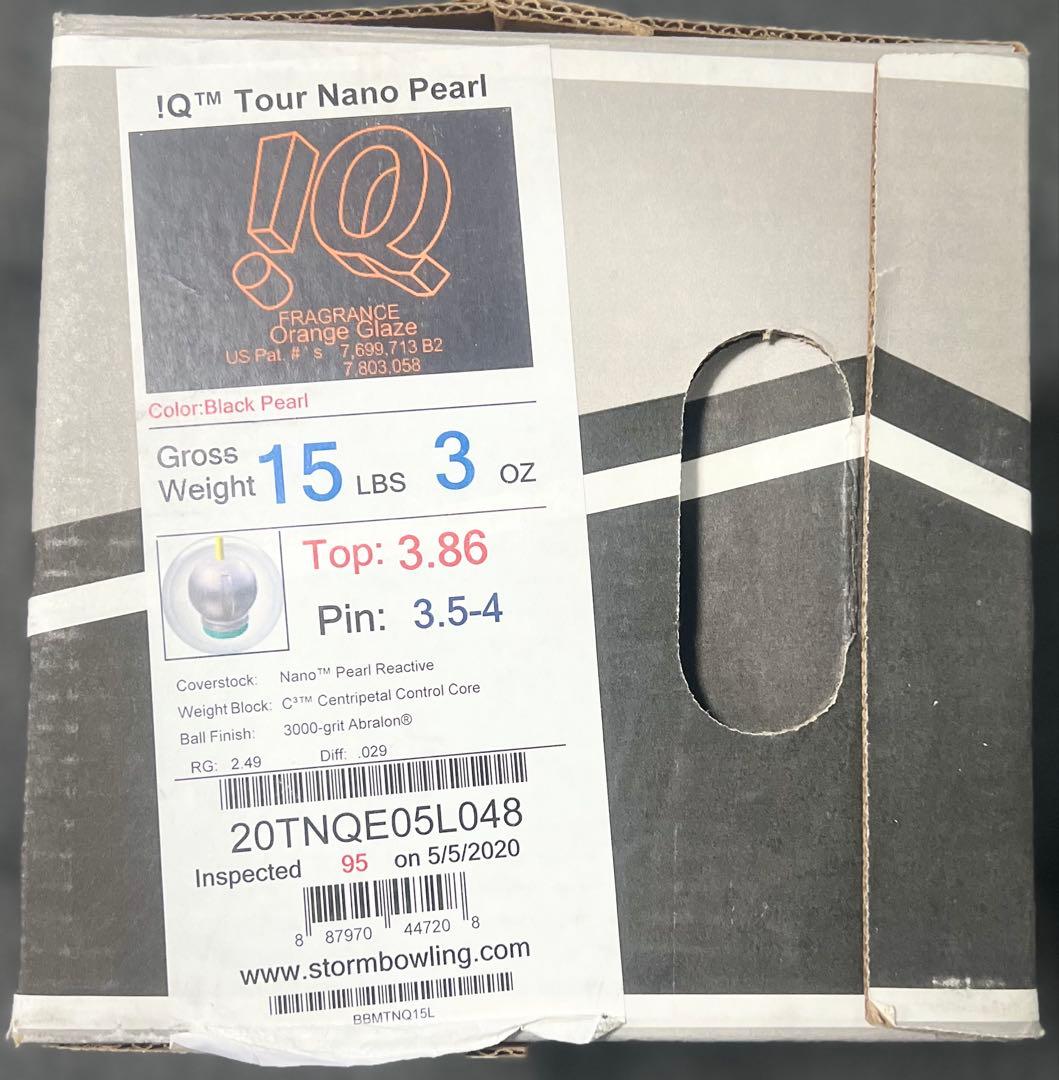 !Q™ Tour Nano Pearl
!Q
FRAGRANCE
Orange Glaze
US Pat. #`s 7,699,713 B2
7,803,058
Color:Black Pearl
Gross Weight 15 LBS 3 OZ
Top: 3.86
Pin: 3.5-4
Coverstock: Nano™ Pearl Reactive
Weight Block: C³™ Centripetal Control Core
Ball Finish: 3000-grit Abralon®
RG: 2.49 Diff: .029
20TNQE05L048
Inspected 95 on 5/5/2020
8 87970 44720 8
www.stormbowling.com
BBMTNQ15L